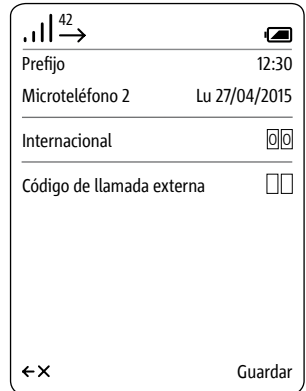 42
Prefijo 12:30
Microteléfono 2 Lu 27/04/2015
Internacional 00
Código de llamada externa
Guardar